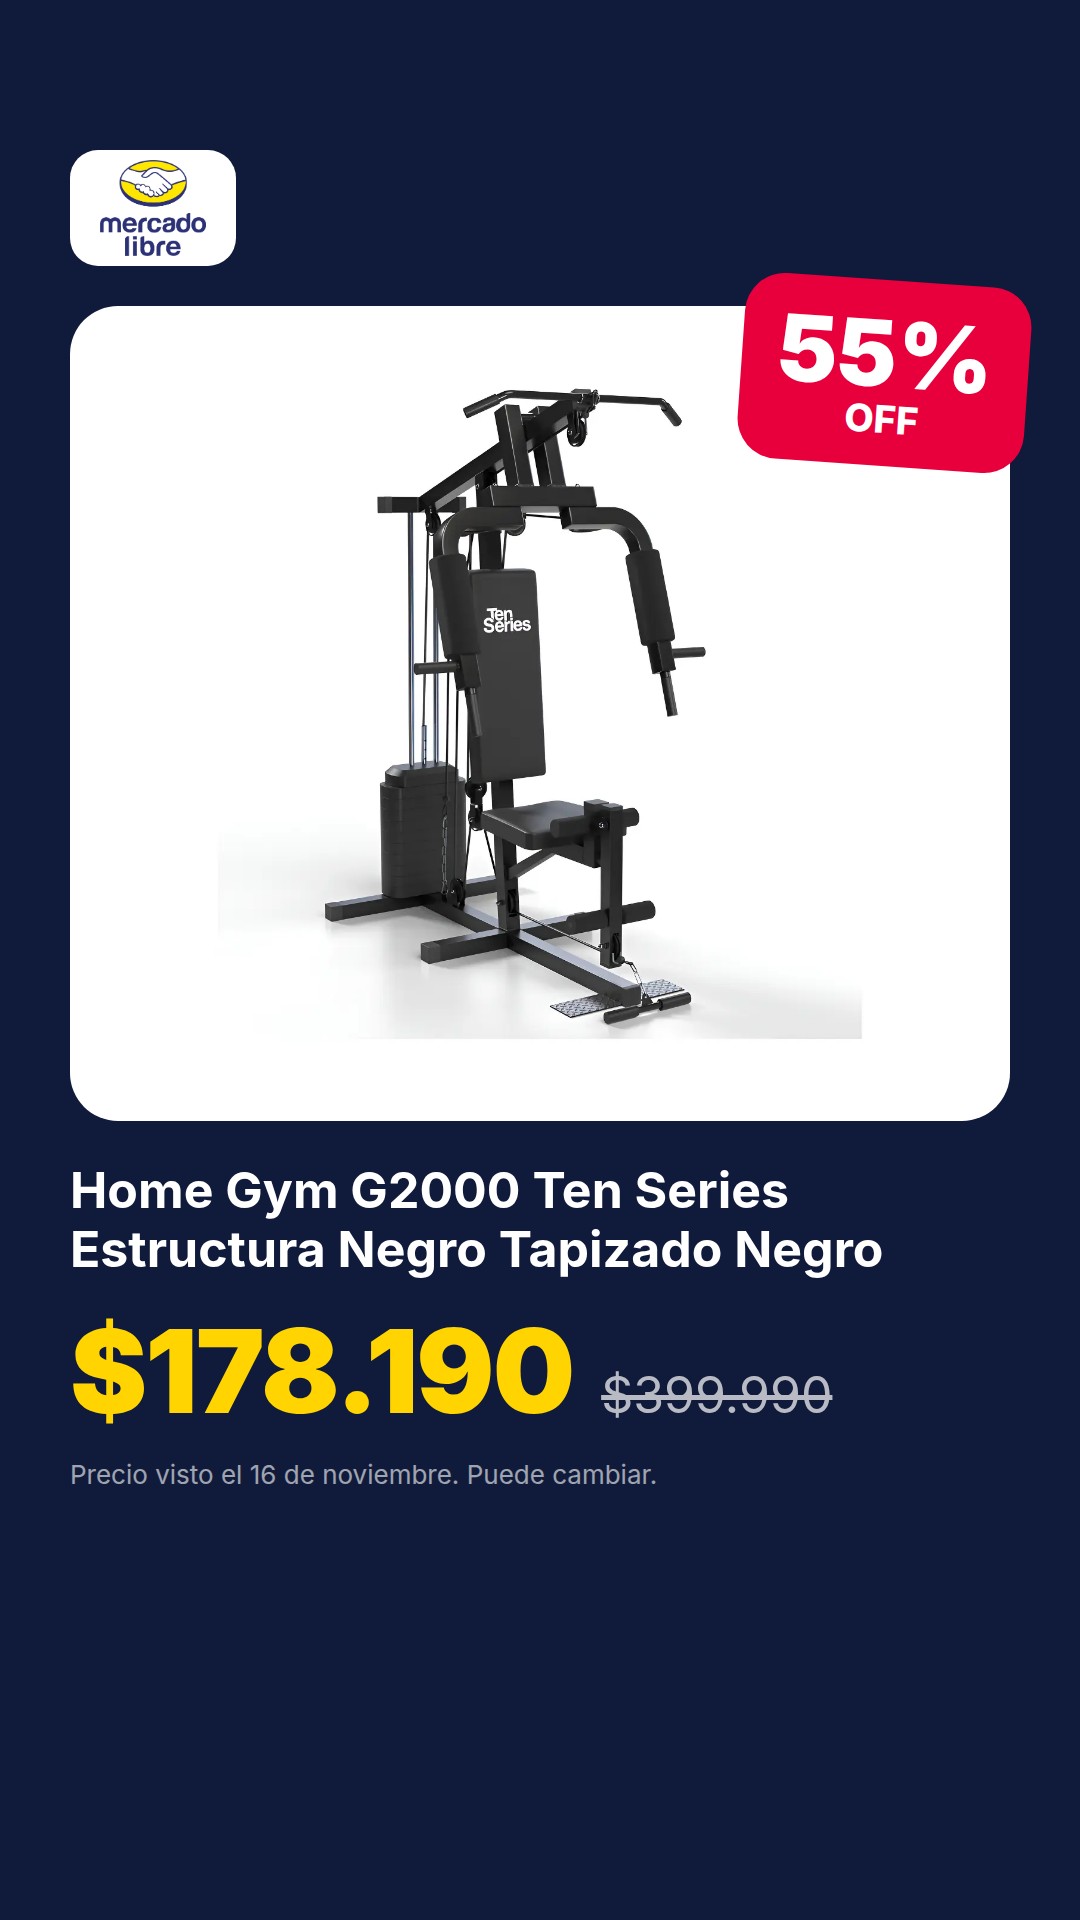 mercado
libre
55%
OFF
Ten
Series
Home Gym G2000 Ten Series
Estructura Negro Tapizado Negro
$178.190 $399.990
Precio visto el 16 de noviembre. Puede cambiar.